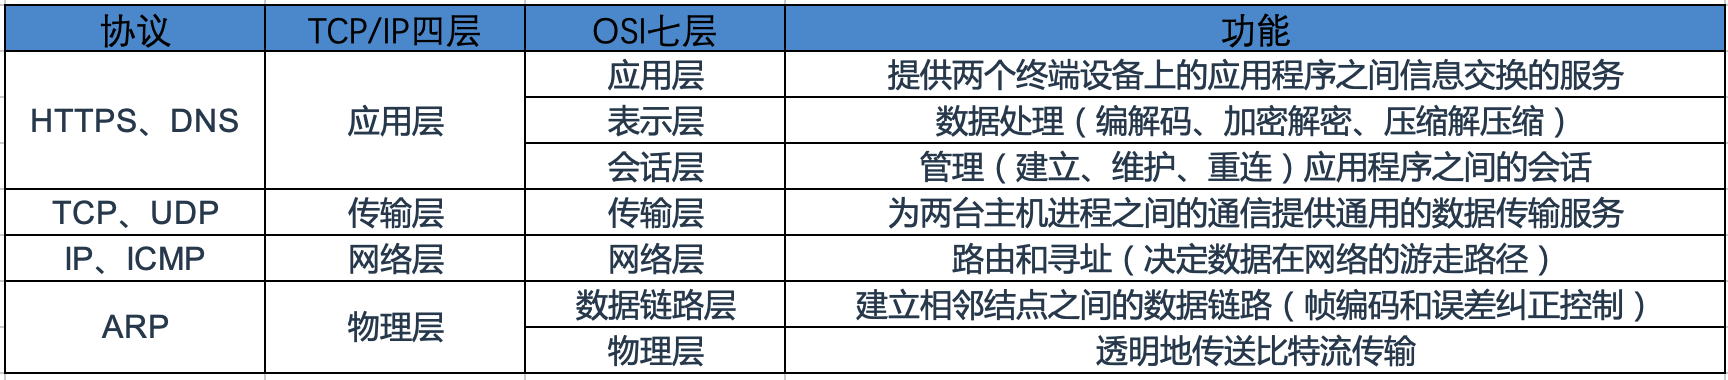 协议 TCP/IP四层 OSI七层 功能
应用层 提供两个终端设备上的应用程序之间信息交换的服务
HTTPS、DNS 应用层 表示层 数据处理（编解码、加密解密、压缩解压缩）
会话层 管理（建立、维护、重连）应用程序之间的会话
TCP、UDP 传输层 传输层 为两台主机进程之间的通信提供通用的数据传输服务
IP、ICMP 网络层 网络层 路由和寻址（决定数据在网络的游走路径）
数据链路层 建立相邻结点之间的数据链路（帧编码和误差纠正控制）
ARP 物理层
物理层 透明地传送比特流传输